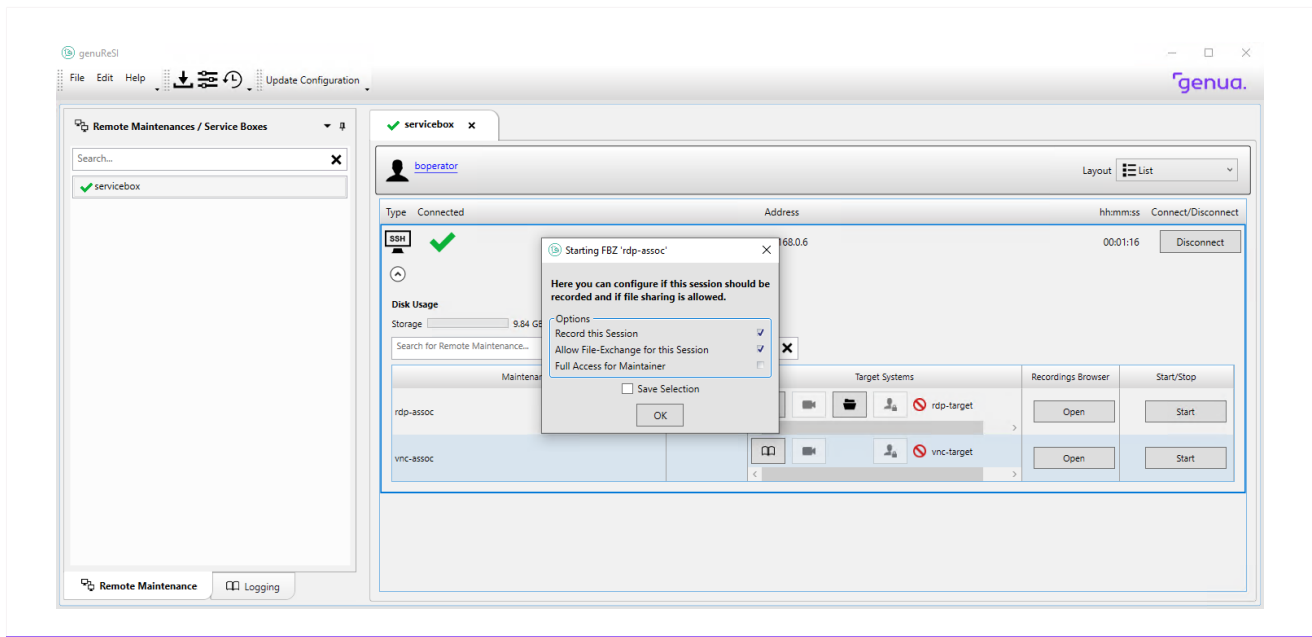 genuReSI
File Edit Help Update Configuration
genua.
Remote Maintenances / Service Boxes
Search...
servicebox
servicebox x
boperator
Layout List
Type Connected Address hh:mm:ss Connect/Disconnect
SSH 168.0.6 00:01:16 Disconnect
Disk Usage
Storage 9.84 GB
Search for Remote Maintenance...
Maintenan Target Systems Recordings Browser Start/Stop
rdp-assoc rdp-target Open Start
vnc-assoc vnc-target Open Start
Starting FBZ 'rdp-assoc'
Here you can configure if this session should be
recorded and if file sharing is allowed.
Options
Record this Session
Allow File-Exchange for this Session
Full Access for Maintainer
Save Selection
OK
Remote Maintenance Logging